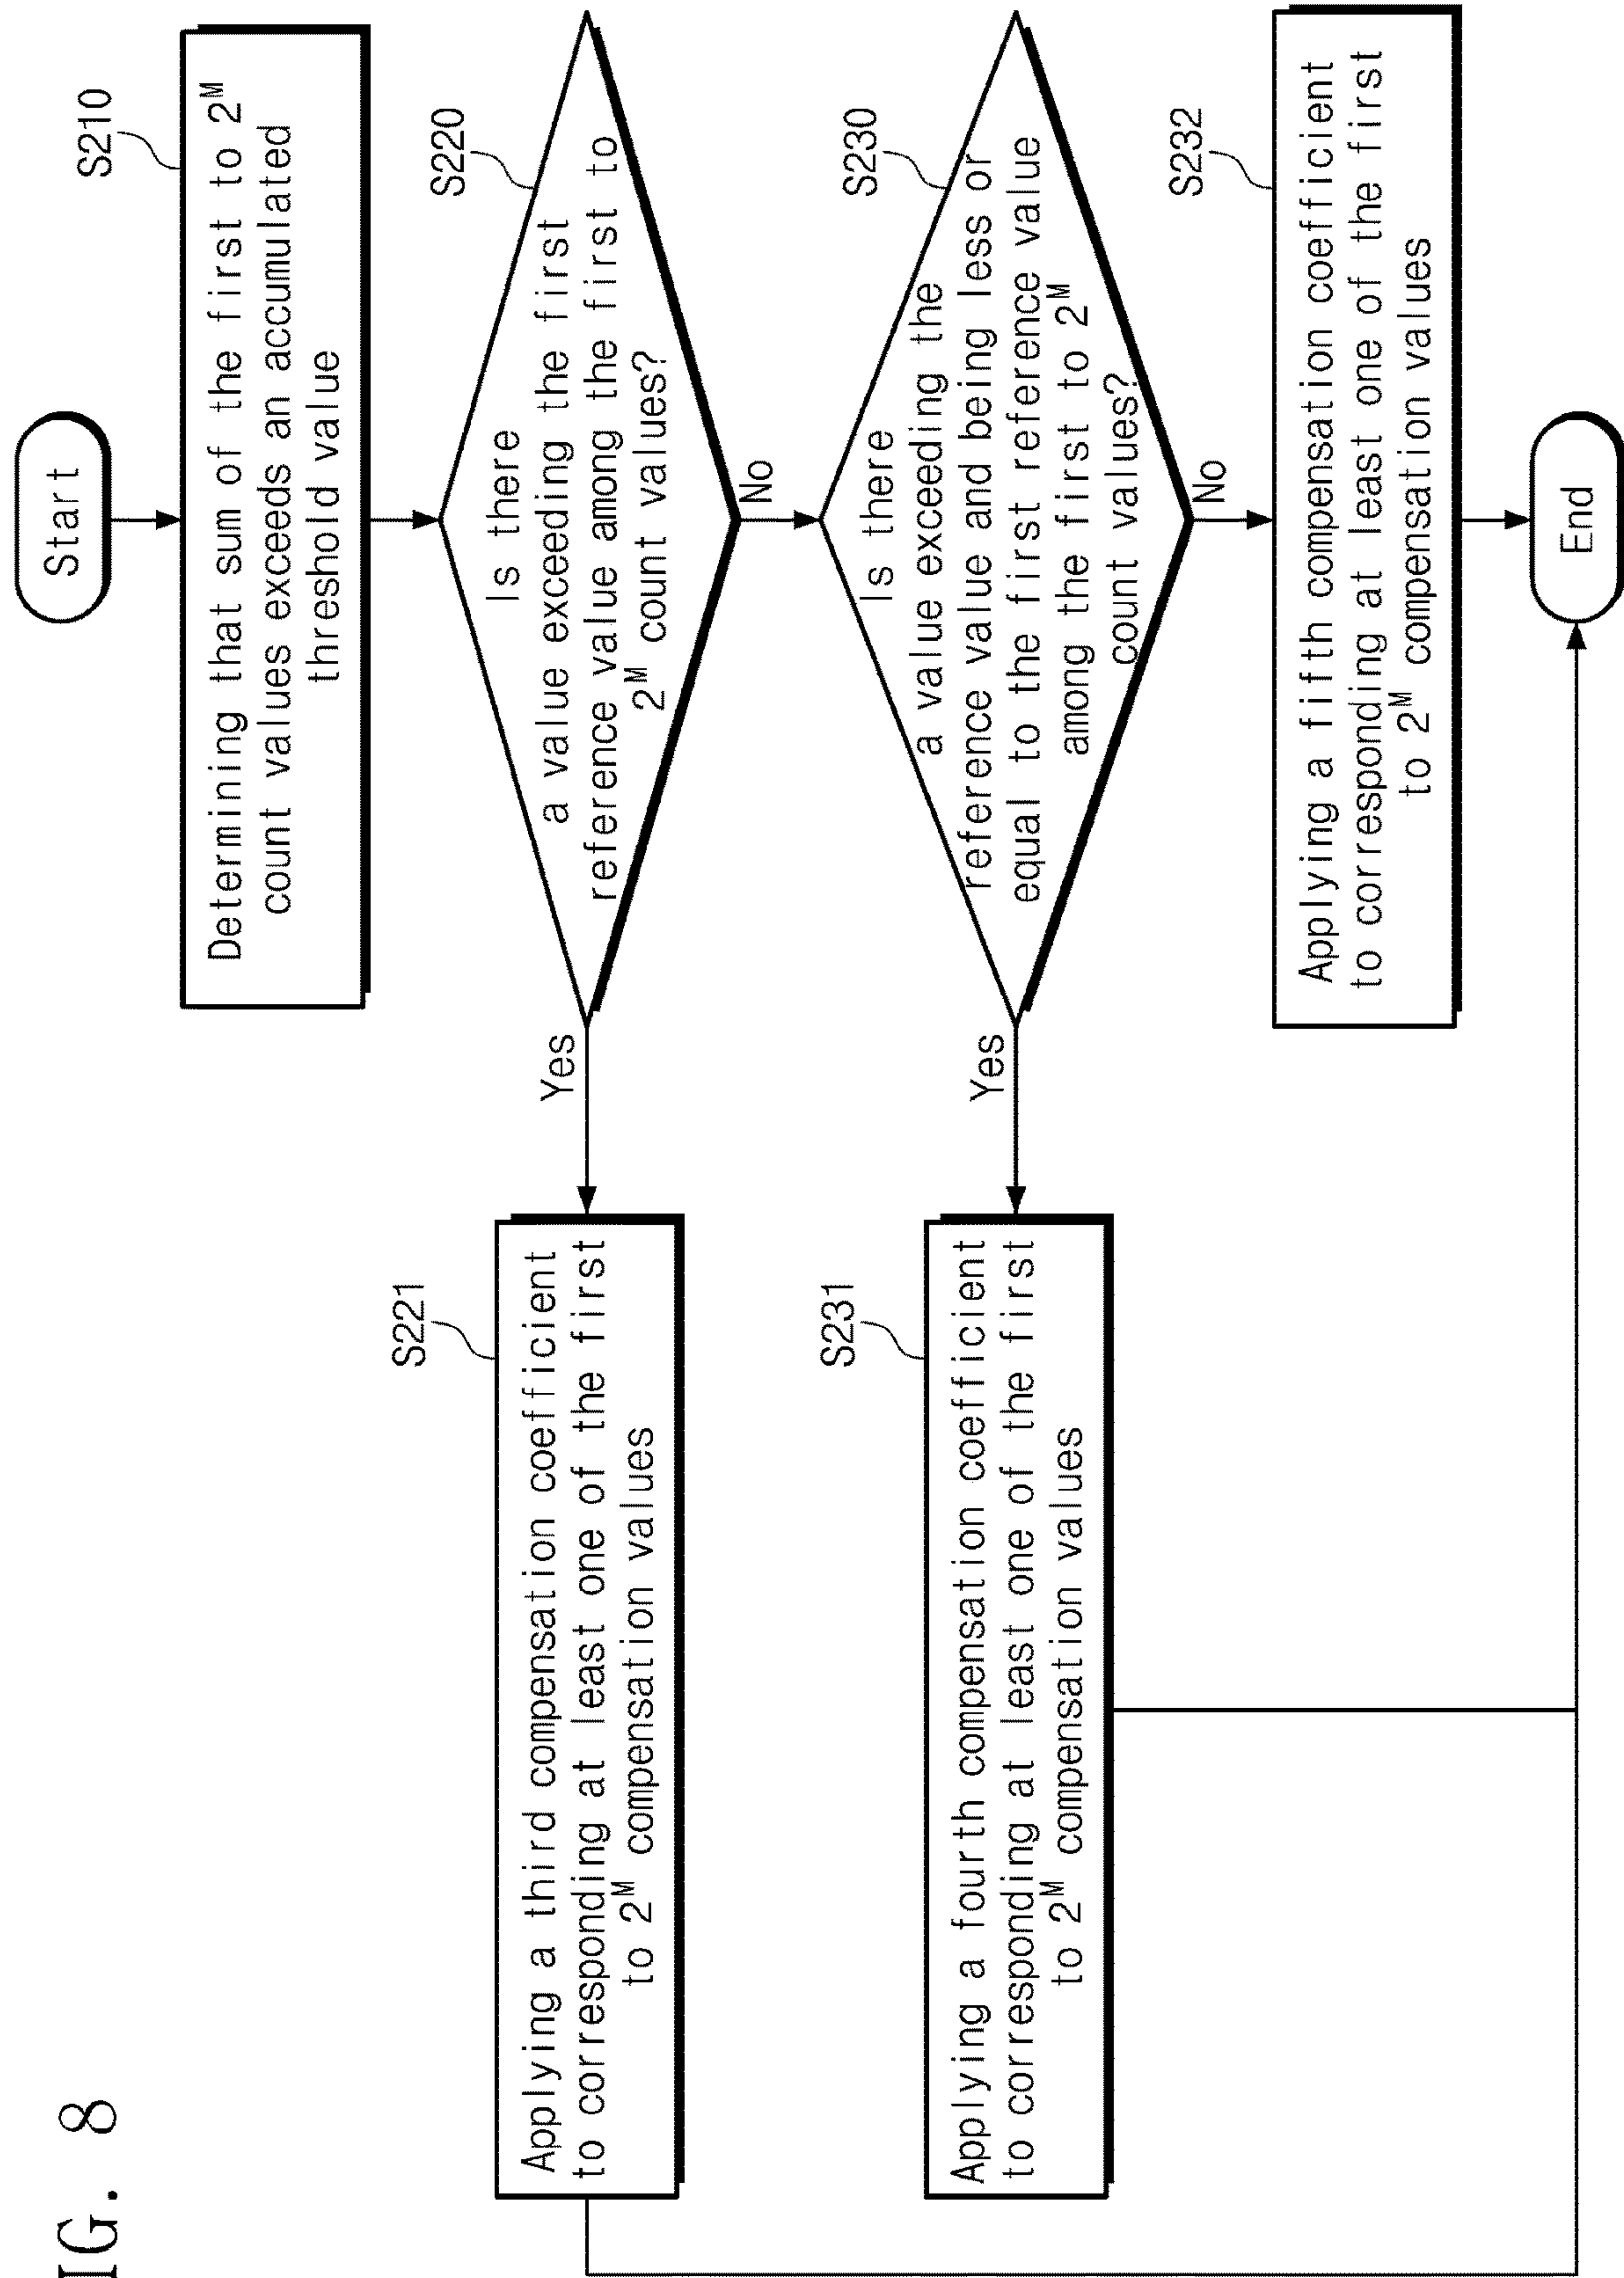 IG. 8
Start
S210
Determining that sum of the first to 2^M
count values exceeds an accumulated
threshold value
S220
Is there
a value exceeding the first
reference value among the first to
2^M count values?
Yes
No
S221
Applying a third compensation coefficient
to corresponding at least one of the first
to 2^M compensation values
S230
Is there
a value exceeding the
reference value and being less or
equal to the first reference value
among the first to 2^M
count values?
Yes
No
S231
Applying a fourth compensation coefficient
to corresponding at least one of the first
to 2^M compensation values
S232
Applying a fifth compensation coefficient
to corresponding at least one of the first
to 2^M compensation values
End